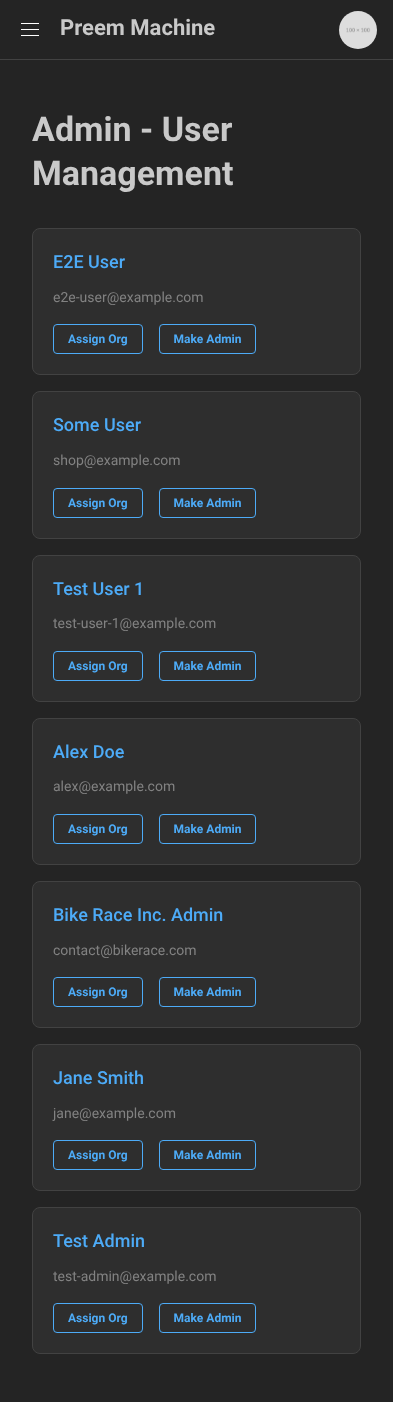 Preem Machine
100 × 100
Admin - User
Management
E2E User
e2e-user@example.com
Assign Org Make Admin
Some User
shop@example.com
Assign Org Make Admin
Test User 1
test-user-1@example.com
Assign Org Make Admin
Alex Doe
alex@example.com
Assign Org Make Admin
Bike Race Inc. Admin
contact@bikerace.com
Assign Org Make Admin
Jane Smith
jane@example.com
Assign Org Make Admin
Test Admin
test-admin@example.com
Assign Org Make Admin